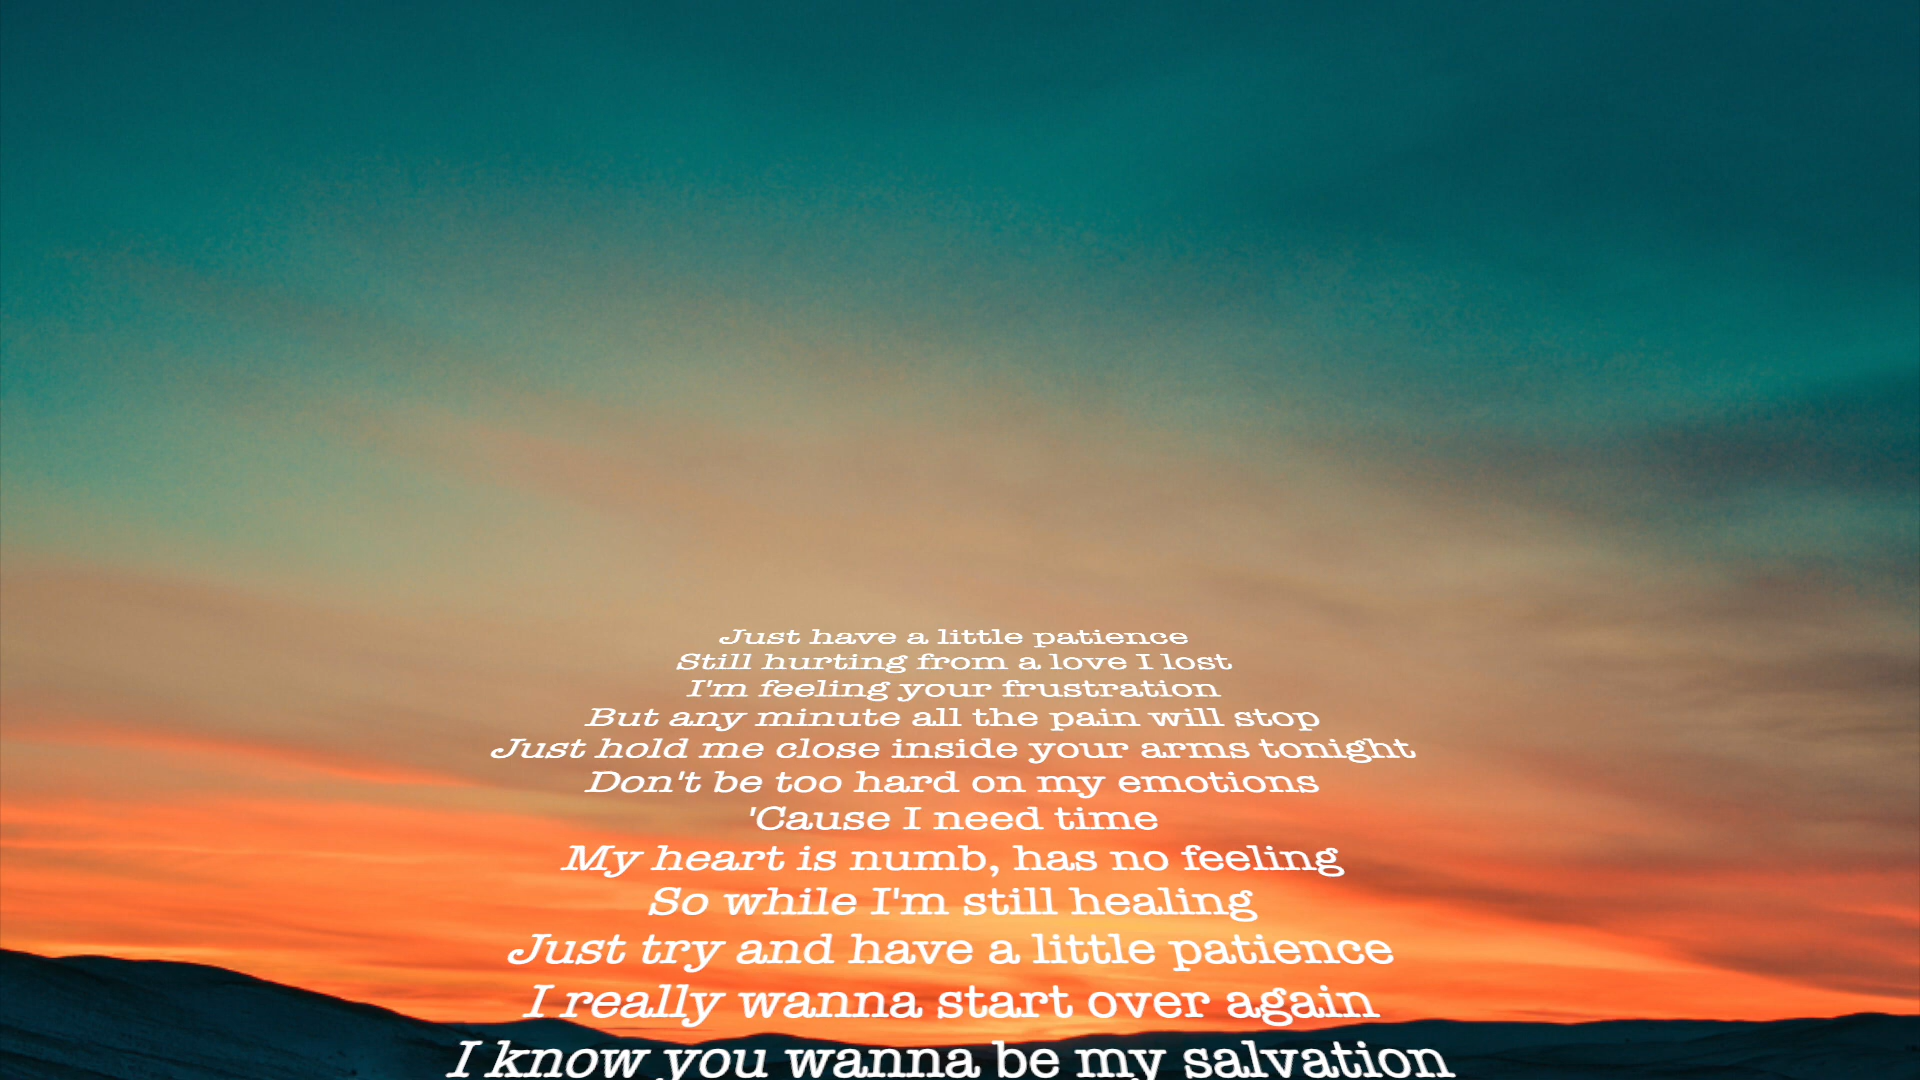 Just have a little patience
Still hurting from a love I lost
I'm feeling your frustration
But any minute all the pain will stop
Just hold me close inside your arms tonight
Don't be too hard on my emotions
'Cause I need time
My heart is numb, has no feeling
So while I'm still healing
Just try and have a little patience
I really wanna start over again
I know you wanna be my salvation